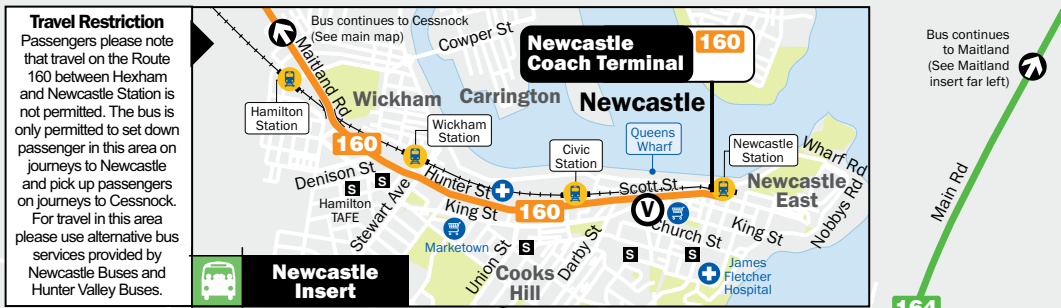 Travel Restriction
Passengers please note
that travel on the Route
160 between Hexham
and Newcastle Station is
not permitted. The bus is
only permitted to set down
passenger in this area on
journeys to Newcastle
and pick up passengers
on journeys to Cessnock.
For travel in this area
please use alternative bus
services provided by
Newcastle Buses and
Hunter Valley Buses.
Bus continues to Cessnock
(See main map)
Cowper St
Newcastle
Coach Terminal
160
Maitland Rd
Hamilton
Station
Wickham
Carrington
Newcastle
160
Wickham
Station
Queens
Wharf
Civic
Station
Newcastle
Station
Wharf Rd
Denison St
S
S
Hamilton
TAFE
Stewart Ave
Hunter St
King St
160
Scott St
V
Newcastle
East
Nobbys Rd
Marketown
Union St
S
Darby St
Church St
King St
S
S
Cooks
Hill
James
Fletcher
Hospital
Newcastle
Insert
Bus continues
to Maitland
(See Maitland
insert far left)
Main Rd
164